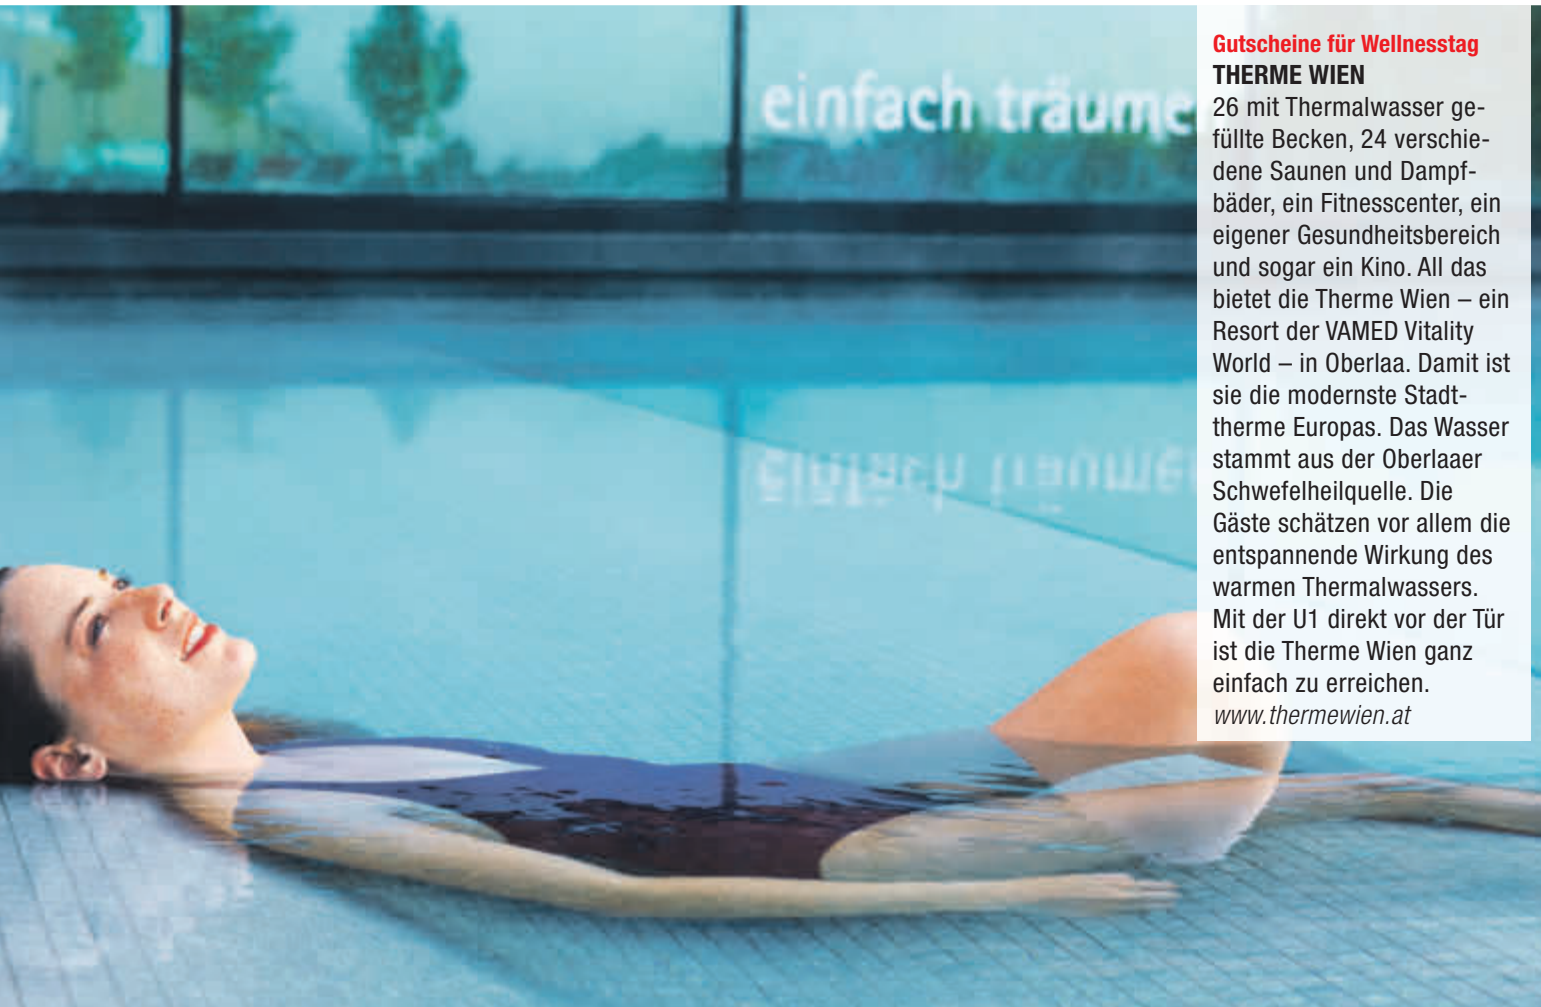 einfach träumen
Gutscheine für Wellnesstag
THERME WIEN
26 mit Thermalwasser ge-
füllte Becken, 24 verschie-
dene Saunen und Dampf-
bäder, ein Fitnesscenter, ein
eigener Gesundheitsbereich
und sogar ein Kino. All das
bietet die Therme Wien – ein
Resort der VAMED Vitality
World – in Oberlaa. Damit ist
sie die modernste Stadt-
therme Europas. Das Wasser
stammt aus der Oberlaaer
Schwefelheilquelle. Die
Gäste schätzen vor allem die
entspannende Wirkung des
warmen Thermalwassers.
Mit der U1 direkt vor der Tür
ist die Therme Wien ganz
einfach zu erreichen.
www.thermewien.at